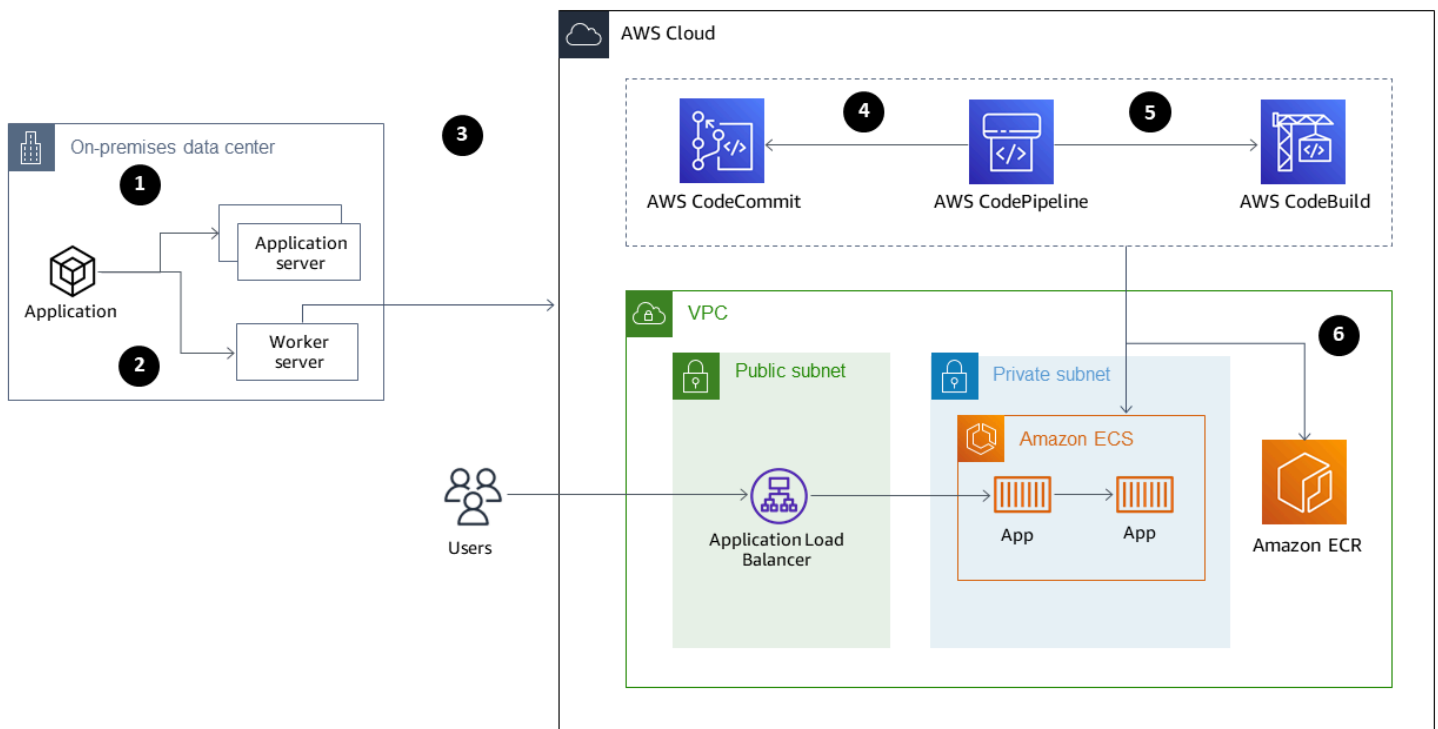 AWS Cloud
4
5
AWS CodeCommit
AWS CodePipeline
AWS CodeBuild
3
On-premises data center
1
Application
server
Application
2
Worker
server
VPC
6
Public subnet
Private subnet
Amazon ECS
Users
Application Load
Balancer
App
App
Amazon ECR